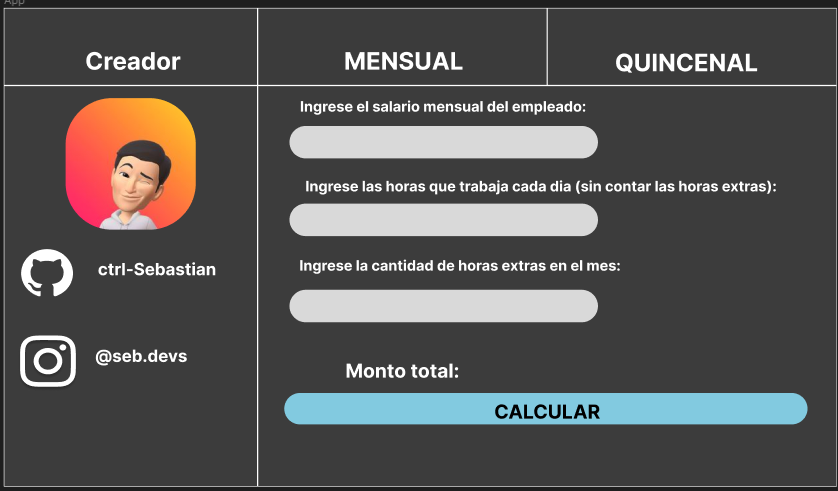 App
Creador
MENSUAL
QUINCENAL
Ingrese el salario mensual del empleado:
Ingrese las horas que trabaja cada dia (sin contar las horas extras):
ctrl-Sebastian
Ingrese la cantidad de horas extras en el mes:
@seb.devs
Monto total:
CALCULAR